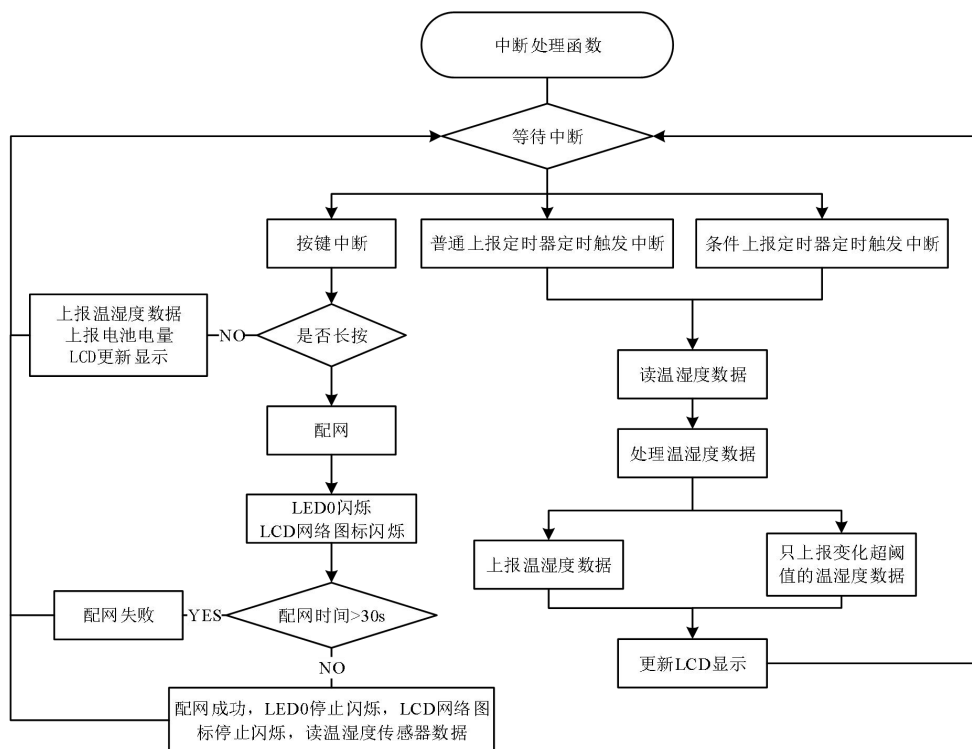 中断处理函数
等待中断
按键中断
普通上报定时器定时触发中断
条件上报定时器定时触发中断
上报温湿度数据
上报电池电量
LCD更新显示
NO
是否长按
读温湿度数据
配网
处理温湿度数据
LED0闪烁
LCD网络图标闪烁
上报温湿度数据
只上报变化超阈
值的温湿度数据
配网失败
YES
配网时间>30s
更新LCD显示
NO
配网成功，LED0停止闪烁，LCD网络图
标停止闪烁，读温湿度传感器数据